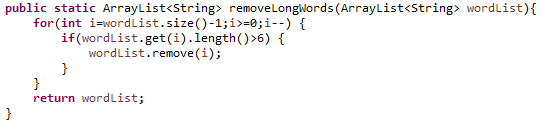 public static ArrayList<String> removeLongWords(ArrayList<String> wordList){
    for(int i=wordList.size()-1;i>=0;i--) {
        if(wordList.get(i).length()>6) {
            wordList.remove(i);
        }
    }
    return wordList;
}